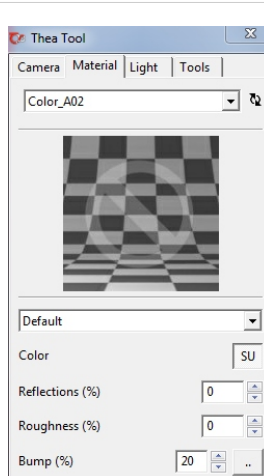 Thea Tool
Camera Material Light Tools
Color_A02
Default
Color SU
Reflections (%) 0
Roughness (%) 0
Bump (%) 20 ..